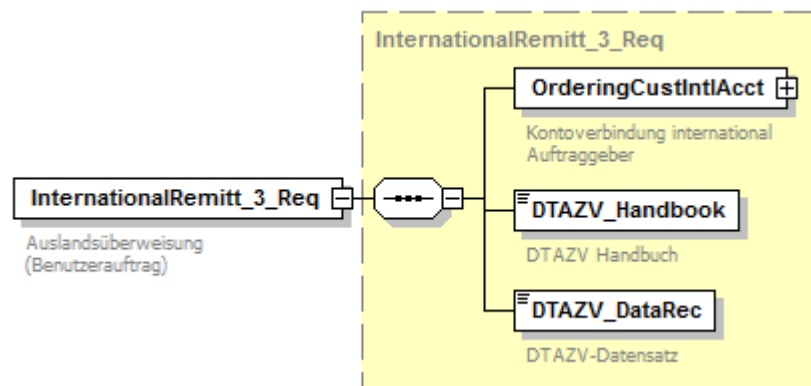 InternationalRemitt_3_Req
OrderingCustIntlAcct
Kontoverbindung international
Auftraggeber
InternationalRemitt_3_Req
Auslandsüberweisung
(Benutzerauftrag)
DTAZV_Handbook
DTAZV Handbuch
DTAZV_DataRec
DTAZV-Datensatz